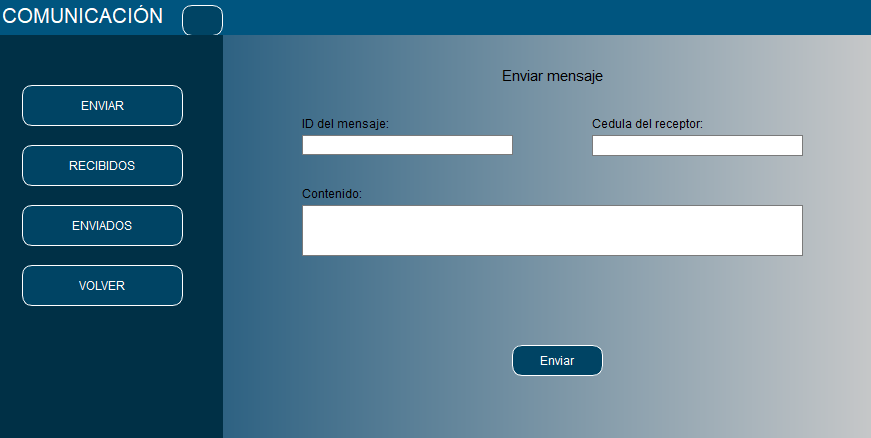 COMUNICACIÓN
ENVIAR
RECIBIDOS
ENVIADOS
VOLVER
Enviar mensaje
ID del mensaje:
Cedula del receptor:
Contenido:
Enviar